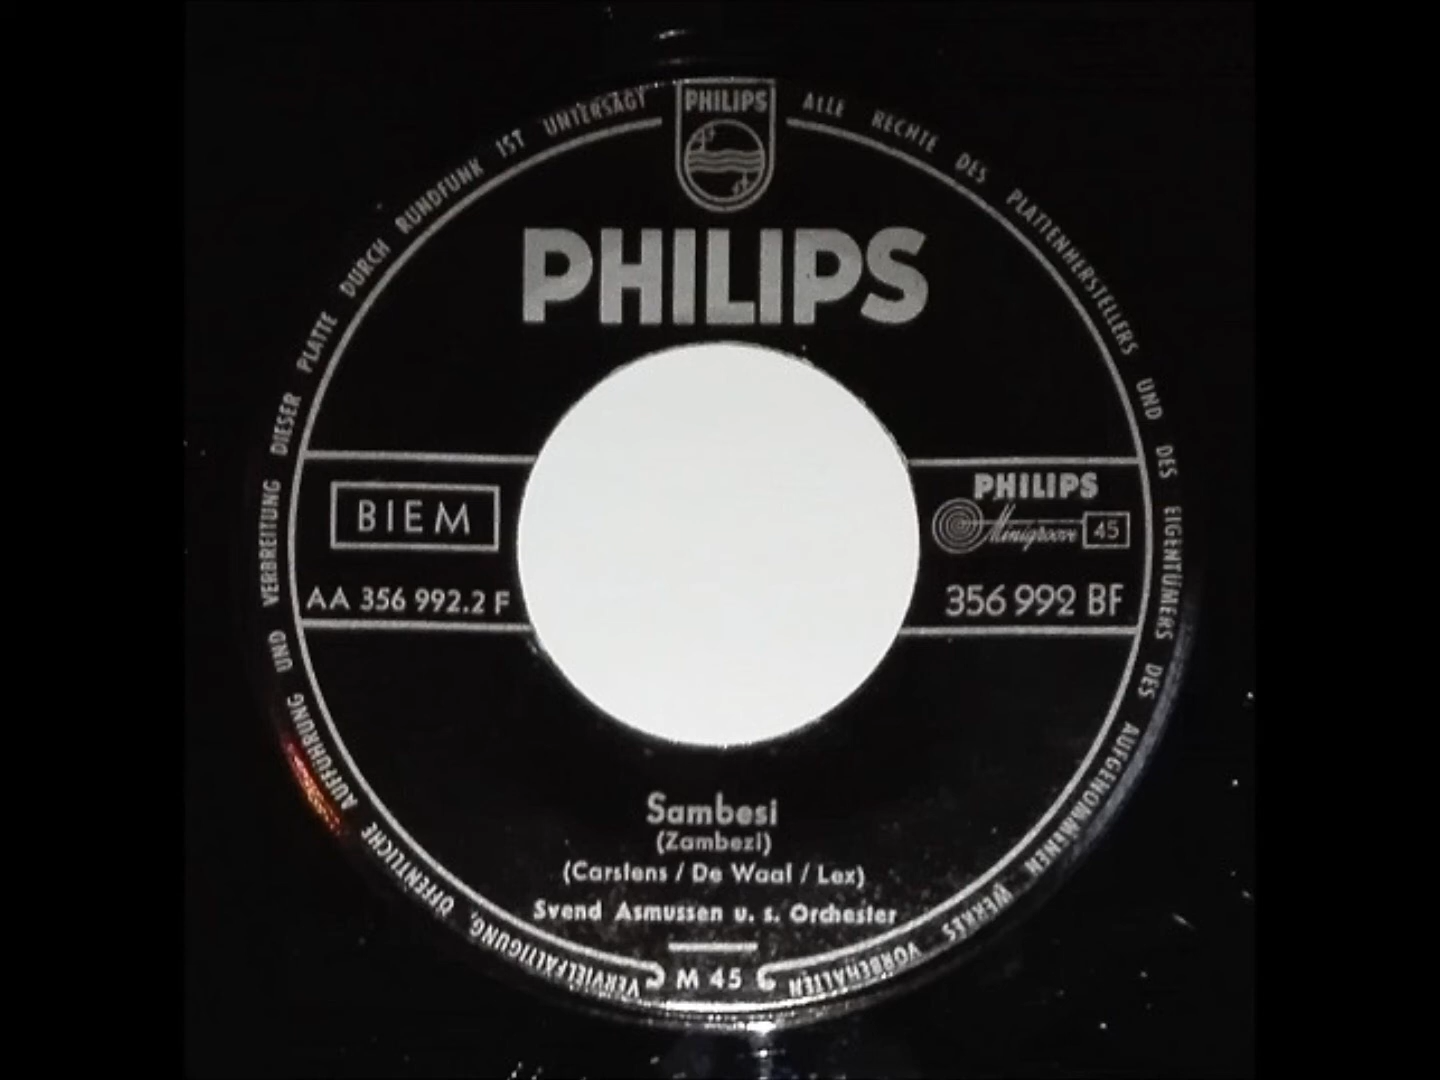 PHILIPS
PHILIPS
BIEM
AA 356 992.2 F
PHILIPS
Minigroove 45
356 992 BF
Sambesi
(Zambezi)
(Carstens / De Waal / Lex)
Svend Asmussen u. s. Orchester
M 45
ALLE RECHTE DES PLATTENHERSTELLERS UND DES EIGENTÜMERS DES AUFGENOMMENEN WERKES VORBEHALTEN
VERVIELFÄLTIGUNG, ÖFFENTLICHE AUFFÜHRUNG UND VERBREITUNG DIESER PLATTE DURCH RUNDFUNK IST UNTERSAGT